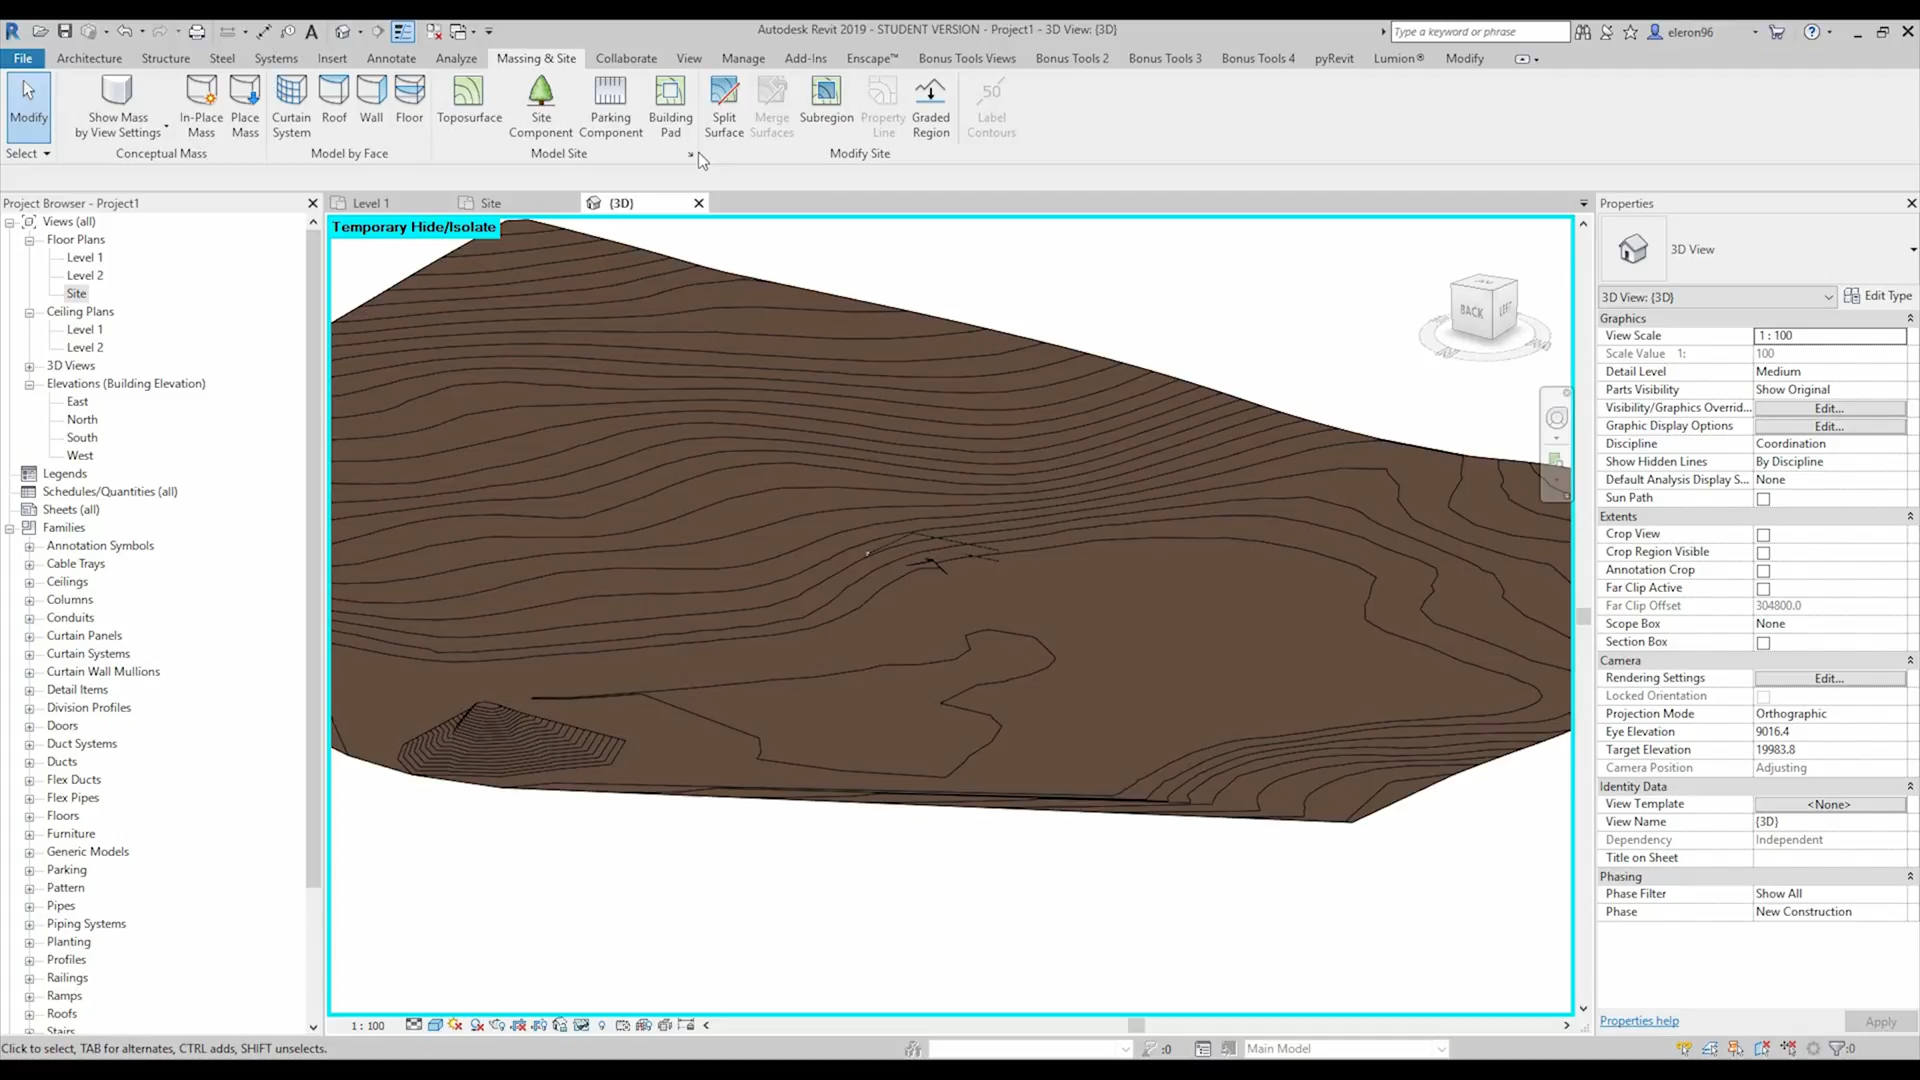 Autodesk Revit 2019 - STUDENT VERSION - Project1 - 3D View: {3D}
Type a keyword or phrase
eleron96
File Architecture Structure Steel Systems Insert Annotate Analyze Massing & Site Collaborate View Manage Add-Ins Enscape™ Bonus Tools Views Bonus Tools 2 Bonus Tools 3 Bonus Tools 4 pyRevit Lumion® Modify
Modify
Show Mass by View Settings
In-Place Mass
Place Mass
Curtain System
Roof
Wall
Floor
Toposurface
Site Component
Parking Component
Building Pad
Split Surface
Merge Surfaces
Subregion
Property Line
Graded Region
50
Label Contours
Select
Conceptual Mass
Model by Face
Model Site
Modify Site
Project Browser - Project1
Views (all)
Floor Plans
Level 1
Level 2
Site
Ceiling Plans
Level 1
Level 2
3D Views
Elevations (Building Elevation)
East
North
South
West
Legends
Schedules/Quantities (all)
Sheets (all)
Families
Annotation Symbols
Cable Trays
Ceilings
Columns
Conduits
Curtain Panels
Curtain Systems
Curtain Wall Mullions
Detail Items
Division Profiles
Doors
Duct Systems
Ducts
Flex Ducts
Flex Pipes
Floors
Furniture
Generic Models
Parking
Pattern
Pipes
Piping Systems
Planting
Profiles
Railings
Ramps
Roofs
Stairs
Level 1
Site
{3D}
Temporary Hide/Isolate
BACK
LEFT
1 : 100
Properties
3D View
3D View: {3D}
Edit Type
Graphics
View Scale 1 : 100
Scale Value 1: 100
Detail Level Medium
Parts Visibility Show Original
Visibility/Graphics Overrid... Edit...
Graphic Display Options Edit...
Discipline Coordination
Show Hidden Lines By Discipline
Default Analysis Display S... None
Sun Path
Extents
Crop View
Crop Region Visible
Annotation Crop
Far Clip Active
Far Clip Offset 304800.0
Scope Box None
Section Box
Camera
Rendering Settings Edit...
Locked Orientation
Projection Mode Orthographic
Eye Elevation 9016.4
Target Elevation 19983.8
Camera Position Adjusting
Identity Data
View Template <None>
View Name {3D}
Dependency Independent
Title on Sheet
Phasing
Phase Filter Show All
Phase New Construction
Properties help
Apply
Click to select, TAB for alternates, CTRL adds, SHIFT unselects.
:0
Main Model
:0